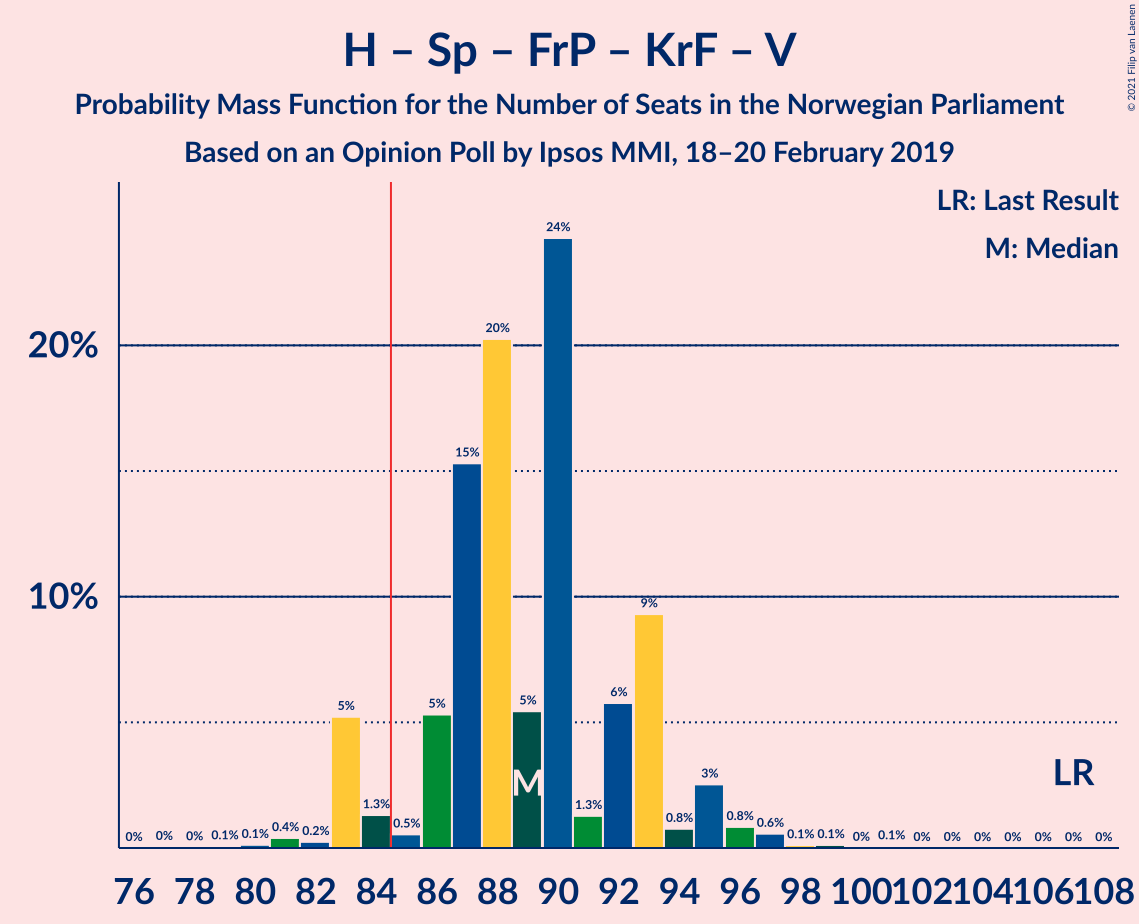 H – Sp – FrP – KrF – V
Probability Mass Function for the Number of Seats in the Norwegian Parliament
Based on an Opinion Poll by Ipsos MMI, 18–20 February 2019
© 2021 Filip van Laenen
LR: Last Result
M: Median
20%
10%
0% 0% 0% 0.1% 0.1% 0.4% 0.2% 5% 1.3% 0.5% 5% 15% 20% 5% 24% 1.3% 6% 9% 0.8% 3% 0.8% 0.6% 0.1% 0.1% 0% 0.1% 0% 0% 0% 0% 0% 0% 0%
M
LR
76 78 80 82 84 86 88 90 92 94 96 98 100 102 104 106 108